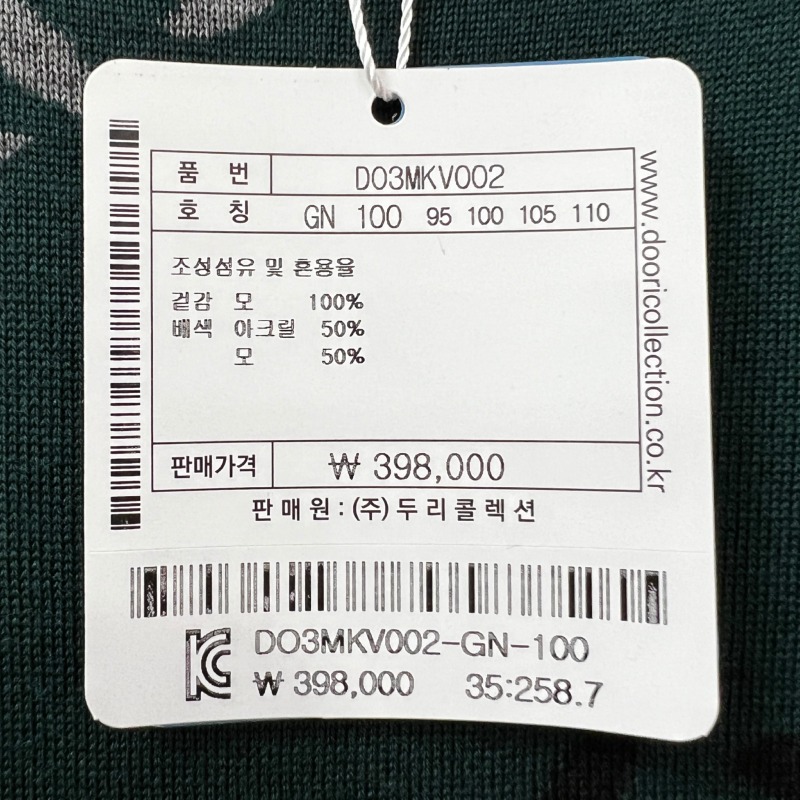 품 번 DO3MKV002
호 칭 GN 100 95 100 105 110
조성섬유 및 혼용율
겉감 모 100%
배색 아크릴 50%
모 50%
판매가격 ₩ 398,000
판매원 : (주)두리콜렉션
www.dooricollection.co.kr
DO3MKV002-GN-100
₩ 398,000 35:258.7